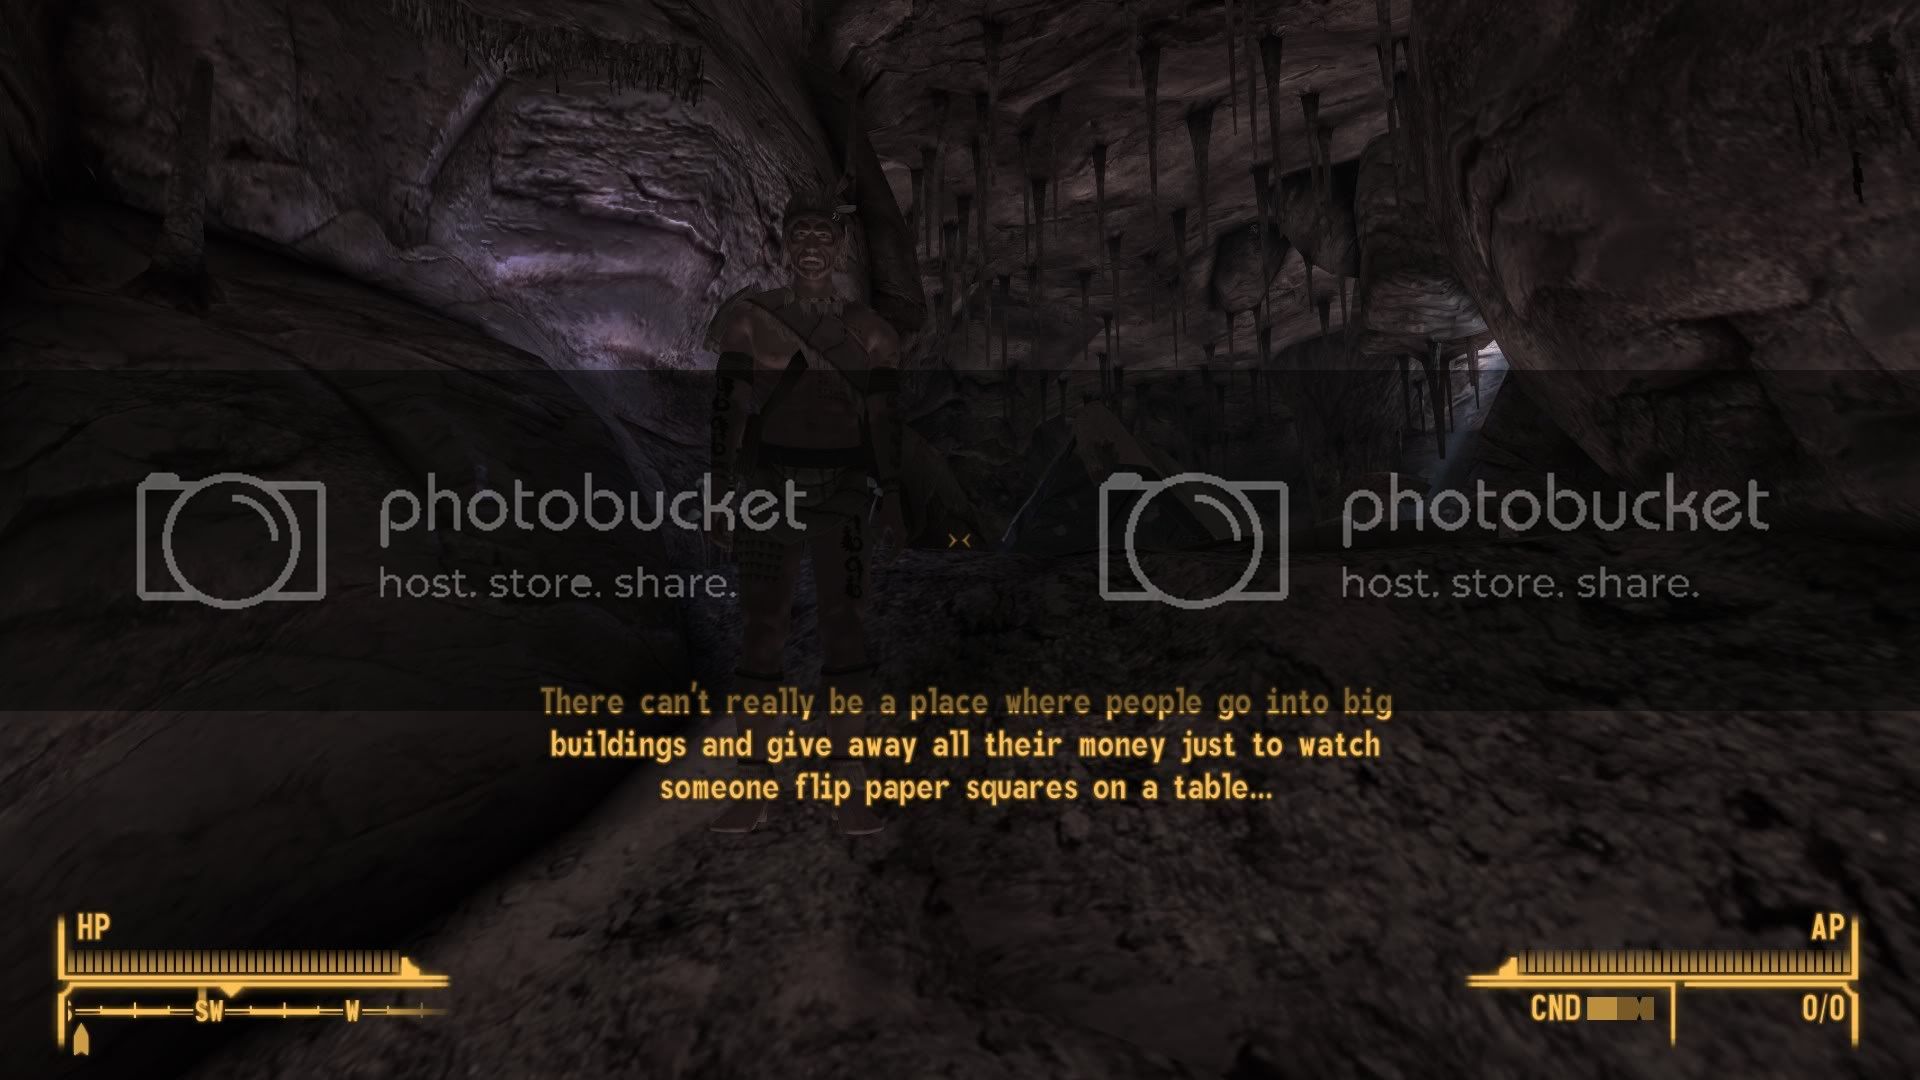 photobucket
host. store. share.
photobucket
host. store. share.
There can't really be a place where people go into big
buildings and give away all their money just to watch
someone flip paper squares on a table...
HP
SW W
AP
CND 0/0